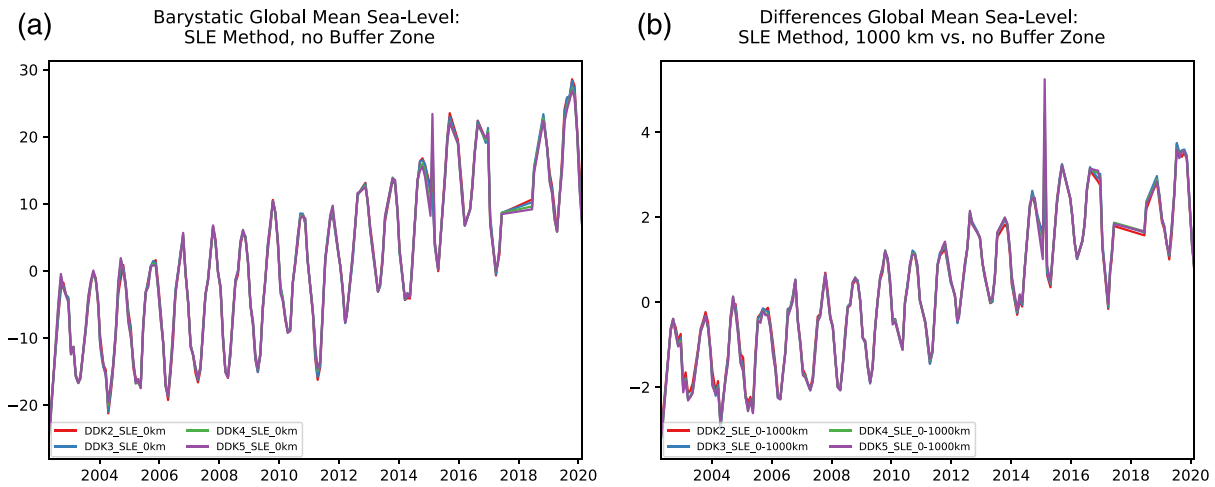 (a)
Barystatic Global Mean Sea-Level:
SLE Method, no Buffer Zone
30
20
10
0
−10
−20
DDK2_SLE_0km
DDK3_SLE_0km
DDK4_SLE_0km
DDK5_SLE_0km
2004 2006 2008 2010 2012 2014 2016 2018 2020
(b)
Differences Global Mean Sea-Level:
SLE Method, 1000 km vs. no Buffer Zone
4
2
0
−2
DDK2_SLE_0-1000km
DDK3_SLE_0-1000km
DDK4_SLE_0-1000km
DDK5_SLE_0-1000km
2004 2006 2008 2010 2012 2014 2016 2018 2020